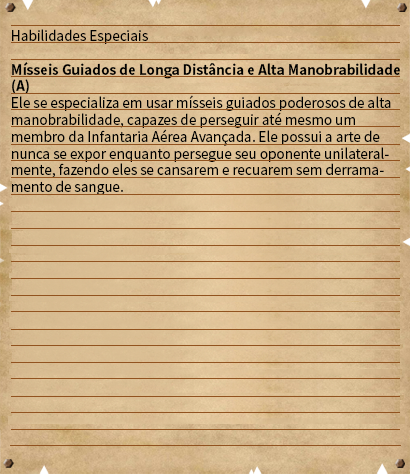 Habilidades Especiais
Mísseis Guiados de Longa Distância e Alta Manobrabilidade
(A)
Ele se especializa em usar mísseis guiados poderosos de alta
manobrabilidade, capazes de perseguir até mesmo um
membro da Infantaria Aérea Avançada. Ele possui a arte de
nunca se expor enquanto persegue seu oponente unilateral-
mente, fazendo eles se cansarem e recuarem sem derrama-
mento de sangue.